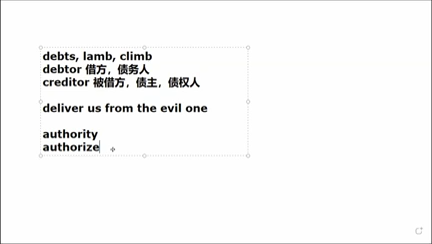 debts, lamb, climb
debtor 借方，债务人
creditor 被借方，债主，债权人
deliver us from the evil one
authority
authorize